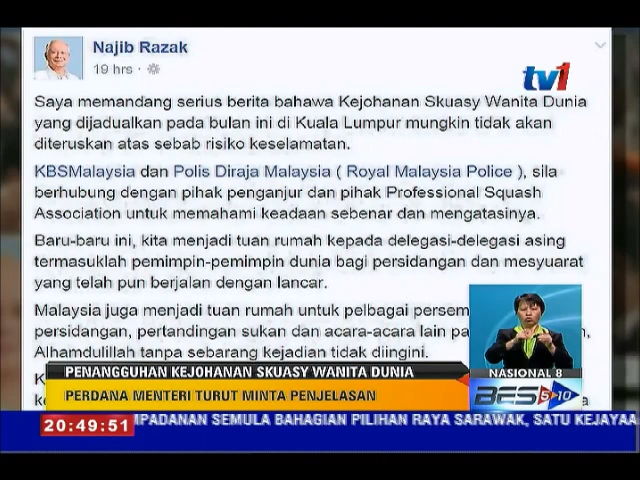 Najib Razak
19 hrs ·
tv1
Saya memandang serius berita bahawa Kejohanan Skuasy Wanita Dunia
yang dijadualkan pada bulan ini di Kuala Lumpur mungkin tidak akan
diteruskan atas sebab risiko keselamatan.
KBSMalaysia dan Polis Diraja Malaysia ( Royal Malaysia Police ), sila
berhubung dengan pihak penganjur dan pihak Professional Squash
Association untuk memahami keadaan sebenar dan mengatasinya.
Baru-baru ini, kita menjadi tuan rumah kepada delegasi-delegasi asing
termasuklah pemimpin-pemimpin dunia bagi persidangan dan mesyuarat
yang telah pun berjalan dengan lancar.
Malaysia juga menjadi tuan rumah untuk pelbagai
persidangan, pertandingan sukan dan acara-acara lain
Alhamdulillah tanpa sebarang kejadian tidak diingini.
PENANGGUHAN KEJOHANAN SKUASY WANITA DUNIA
PERDANA MENTERI TURUT MINTA PENJELASAN
NASIONAL 8
BES 5-10
20:49:51 MPADANAN SEMULA BAHAGIAN PILIHAN RAYA SARAWAK, SATU KEJAYAA